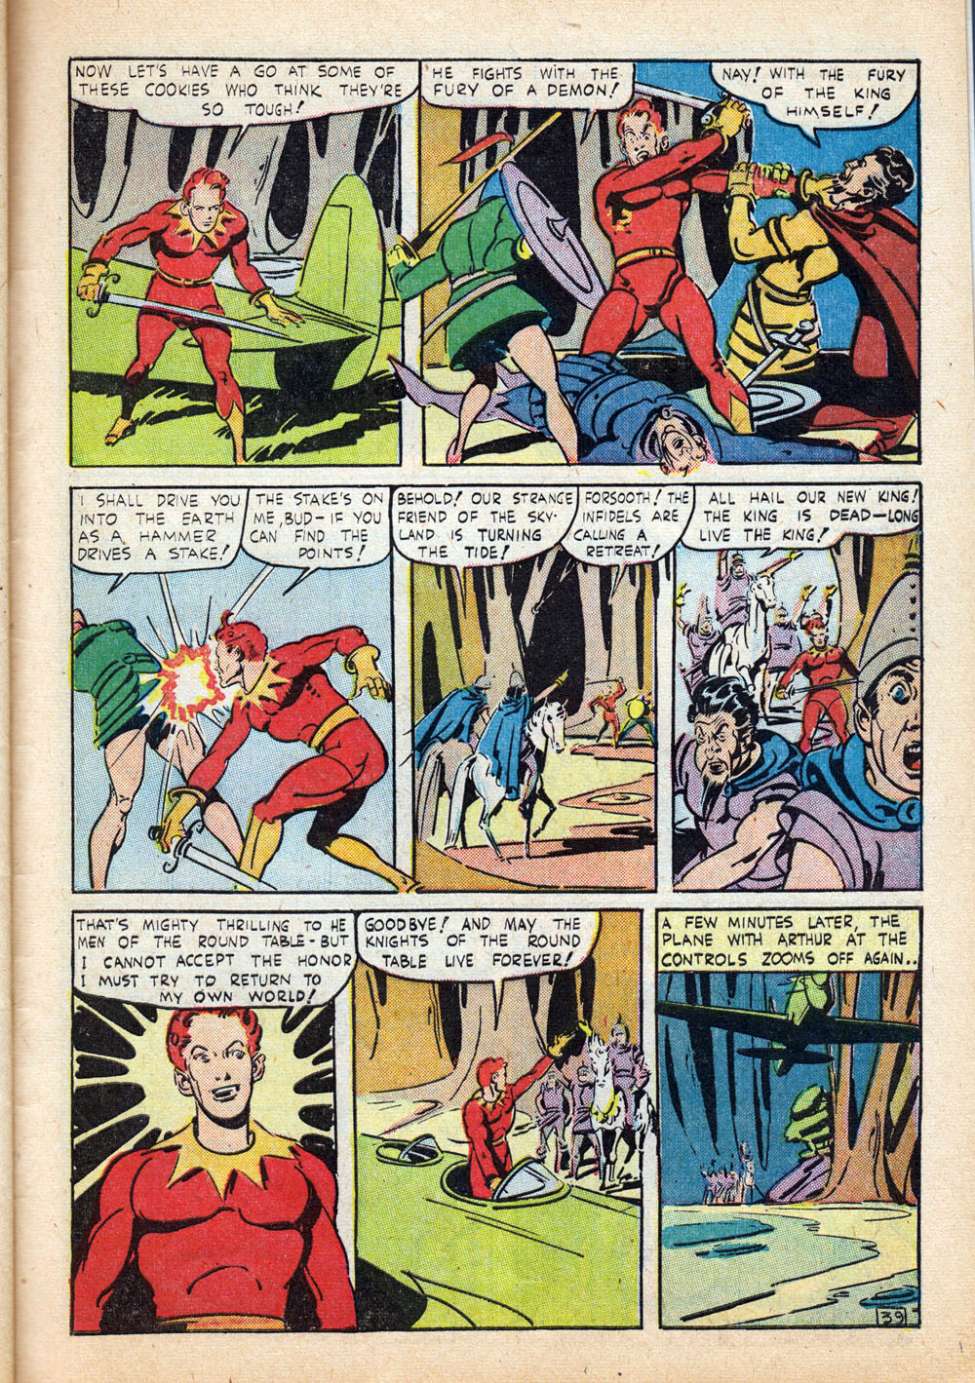 NOW LET'S HAVE A GO AT SOME OF
THESE COOKIES WHO THINK THEY'RE
SO TOUGH!
HE FIGHTS WITH THE
FURY OF A DEMON!
NAY! WITH THE FURY
OF THE KING
HIMSELF!
I SHALL DRIVE YOU
INTO THE EARTH
AS A HAMMER
DRIVES A STAKE!
THE STAKE'S ON
ME, BUD - IF YOU
CAN FIND THE
POINTS!
BEHOLD! OUR STRANGE
FRIEND OF THE SKY-
LAND IS TURNING
THE TIDE!
FORSOOTH! THE
INFIDELS ARE
CALLING A
RETREAT!
ALL HAIL OUR NEW KING!
THE KING IS DEAD-LONG
LIVE THE KING!
THAT'S MIGHTY THRILLING TO HE
MEN OF THE ROUND TABLE - BUT
I CANNOT ACCEPT THE HONOR
I MUST TRY TO RETURN TO
MY OWN WORLD!
GOODBYE! AND MAY THE
KNIGHTS OF THE ROUND
TABLE LIVE FOREVER!
A FEW MINUTES LATER, THE
PLANE WITH ARTHUR AT THE
CONTROLS ZOOMS OFF AGAIN..
39